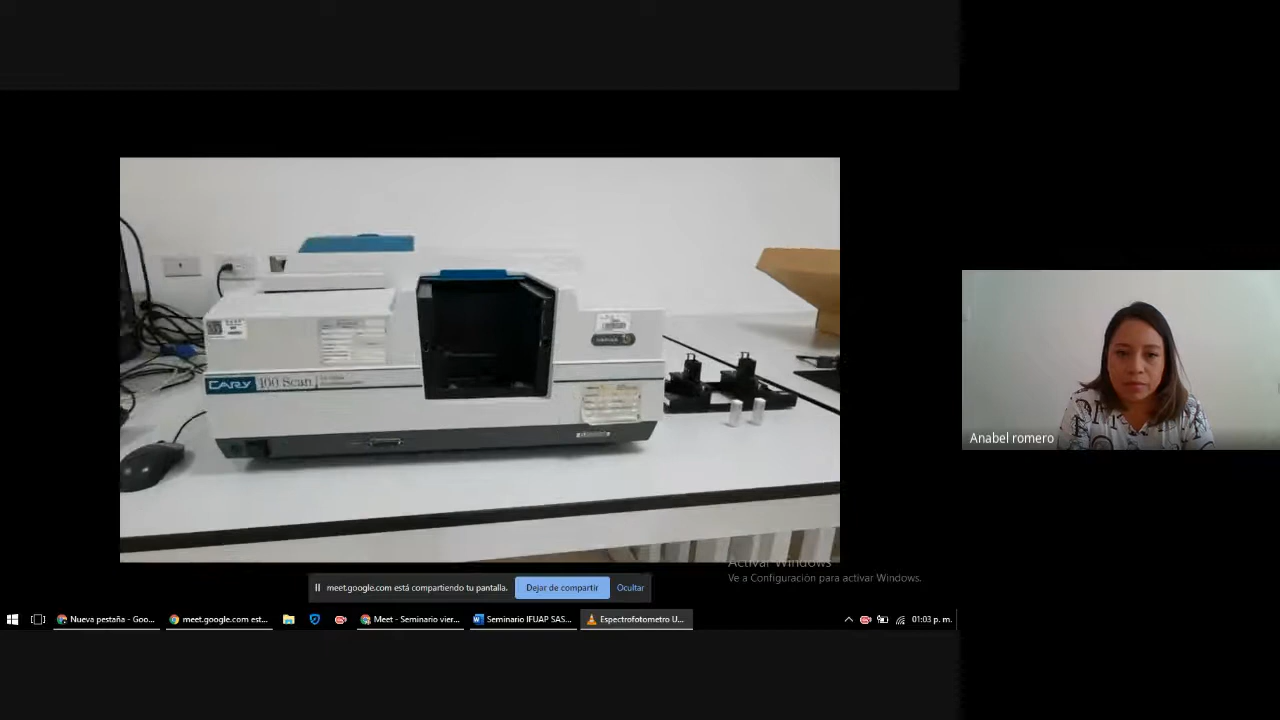 CARY 100 Scan
Anabel romero
Activar Windows
Ve a Configuración para activar Windows.
meet.google.com está compartiendo tu pantalla.
Dejar de compartir
Ocultar
Nueva pestaña - Goo...
meet.google.com est...
Meet - Seminario vier...
Seminario IFUAP SAS...
Espectrofotometro U...
01:03 p. m.